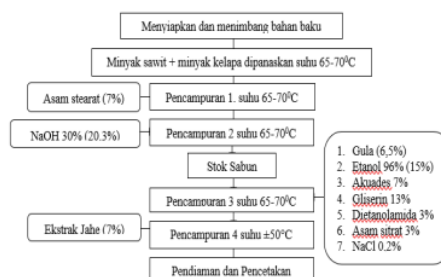 Menyiapkan dan menimbang bahan baku
Minyak sawit + minyak kelapa dipanaskan suhu 65-70⁰C
Asam stearat (7%)
Pencampuran 1. suhu 65-70⁰C
NaOH 30% (20.3%)
Pencampuran 2 suhu 65-70⁰C
Stok Sabun
Pencampuran 3 suhu 65-70⁰C
1. Gula (6,5%)
2. Etanol 96% (15%)
3. Akuades 7%
4. Gliserin 13%
5. Dietanolamida 3%
6. Asam sitrat 3%
7. NaCl 0.2%
Ekstrak Jahe (7%)
Pencampuran 4 suhu ±50°C
Pendiaman dan Pencetakan